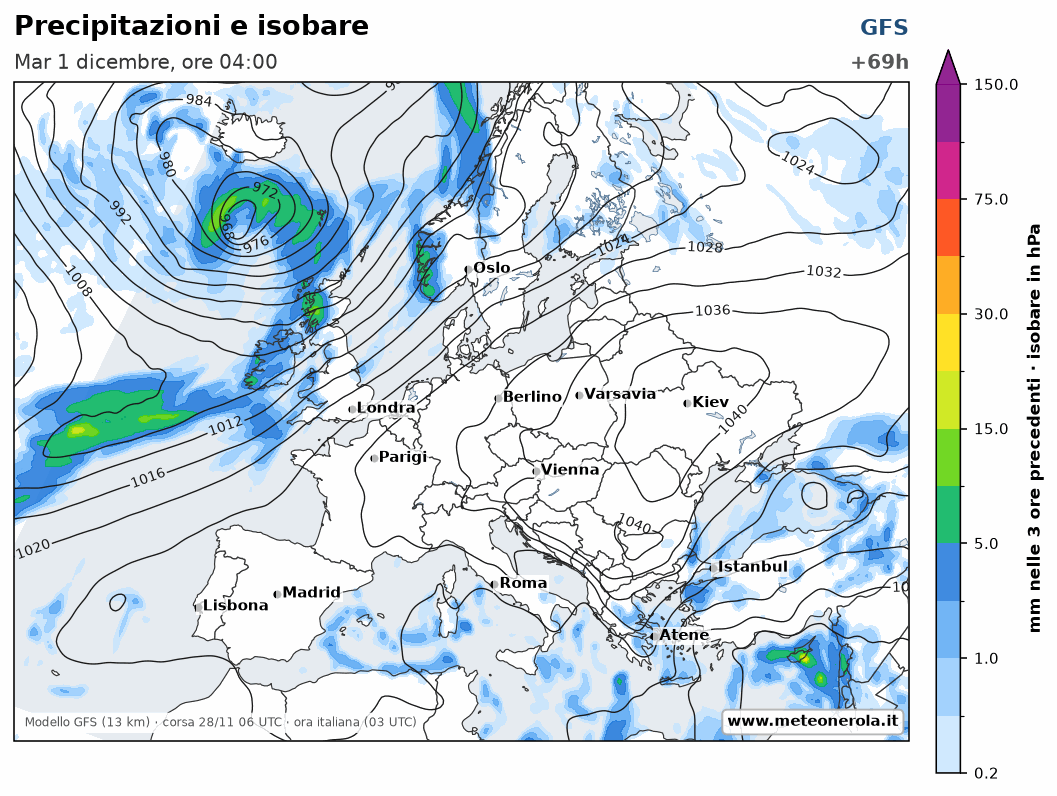 Precipitazioni e isobare
GFS
Mar 1 dicembre, ore 04:00
+69h
150.0
984
1024
980
75.0
972
992
968
976
1024
1028
Oslo
1032
1008
1036
30.0
Berlino
Varsavia
Kiev
Londra
1040
1012
15.0
Parigi
Vienna
1016
1040
1020
5.0
Istanbul
Roma
Madrid
Lisbona
Atene
1.0
Modello GFS (13 km) · corsa 28/11 06 UTC · ora italiana (03 UTC)
www.meteonerola.it
0.2
mm nelle 3 ore precedenti · isobare in hPa